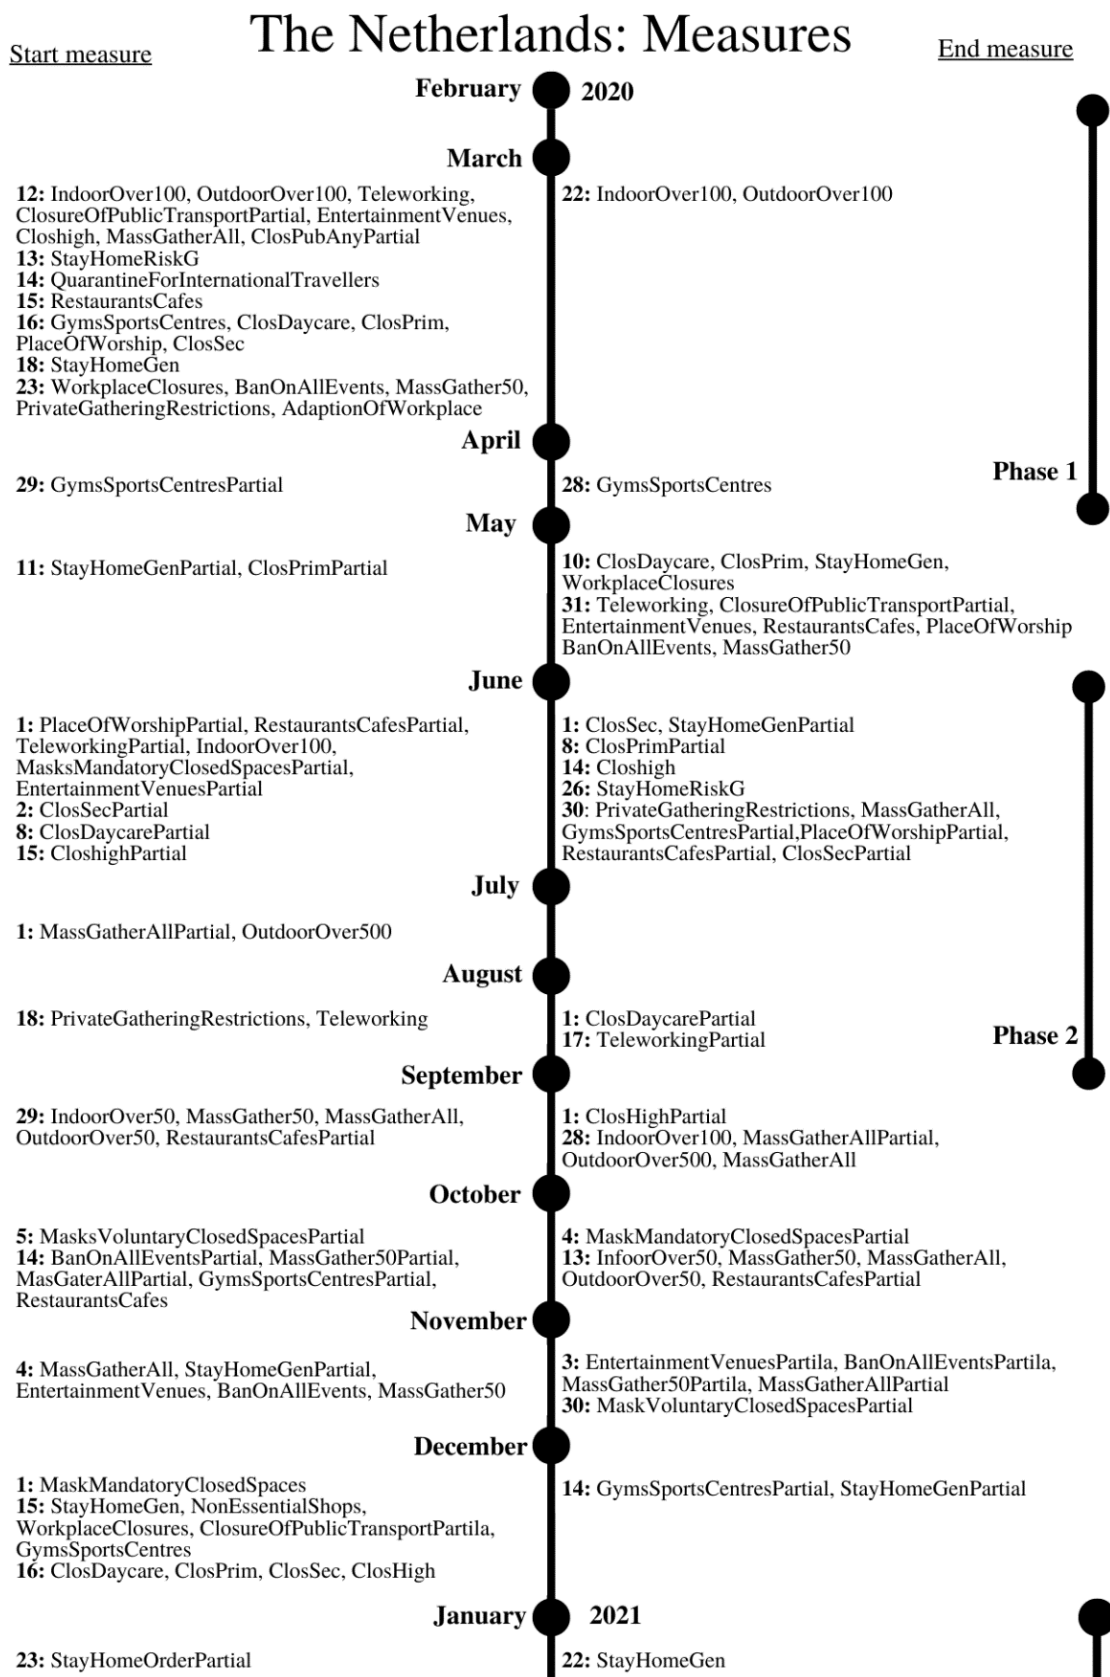 The Netherlands: Measures
Start measure
End measure
February 2020
March
12: IndoorOver100, OutdoorOver100, Teleworking,
ClosureOfPublicTransportPartial, EntertainmentVenues,
Closhigh, MassGatherAll, ClosPubAnyPartial
13: StayHomeRiskG
14: QuarantineForInternationalTravellers
15: RestaurantsCafes
16: GymsSportsCentres, ClosDaycare, ClosPrim,
PlaceOfWorship, ClosSec
18: StayHomeGen
23: WorkplaceClosures, BanOnAllEvents, MassGather50,
PrivateGatheringRestrictions, AdaptionOfWorkplace
22: IndoorOver100, OutdoorOver100
April
29: GymsSportsCentresPartial
28: GymsSportsCentres
Phase 1
May
11: StayHomeGenPartial, ClosPrimPartial
10: ClosDaycare, ClosPrim, StayHomeGen,
WorkplaceClosures
31: Teleworking, ClosureOfPublicTransportPartial,
EntertainmentVenues, RestaurantsCafes, PlaceOfWorship
BanOnAllEvents, MassGather50
June
1: PlaceOfWorshipPartial, RestaurantsCafesPartial,
TeleworkingPartial, IndoorOver100,
MasksMandatoryClosedSpacesPartial,
EntertainmentVenuesPartial
2: ClosSecPartial
8: ClosDaycarePartial
15: CloshighPartial
1: ClosSec, StayHomeGenPartial
8: ClosPrimPartial
14: Closhigh
26: StayHomeRiskG
30: PrivateGatheringRestrictions, MassGatherAll,
GymsSportsCentresPartial,PlaceOfWorshipPartial,
RestaurantsCafesPartial, ClosSecPartial
July
1: MassGatherAllPartial, OutdoorOver500
August
18: PrivateGatheringRestrictions, Teleworking
1: ClosDaycarePartial
17: TeleworkingPartial
Phase 2
September
29: IndoorOver50, MassGather50, MassGatherAll,
OutdoorOver50, RestaurantsCafesPartial
1: ClosHighPartial
28: IndoorOver100, MassGatherAllPartial,
OutdoorOver500, MassGatherAll
October
5: MasksVoluntaryClosedSpacesPartial
14: BanOnAllEventsPartial, MassGather50Partial,
MasGaterAllPartial, GymsSportsCentresPartial,
RestaurantsCafes
4: MaskMandatoryClosedSpacesPartial
13: InfoorOver50, MassGather50, MassGatherAll,
OutdoorOver50, RestaurantsCafesPartial
November
4: MassGatherAll, StayHomeGenPartial,
EntertainmentVenues, BanOnAllEvents, MassGather50
3: EntertainmentVenuesPartila, BanOnAllEventsPartila,
MassGather50Partila, MassGatherAllPartial
30: MaskVoluntaryClosedSpacesPartial
December
1: MaskMandatoryClosedSpaces
15: StayHomeGen, NonEssentialShops,
WorkplaceClosures, ClosureOfPublicTransportPartila,
GymsSportsCentres
16: ClosDaycare, ClosPrim, ClosSec, ClosHigh
14: GymsSportsCentresPartial, StayHomeGenPartial
January 2021
23: StayHomeOrderPartial
22: StayHomeGen